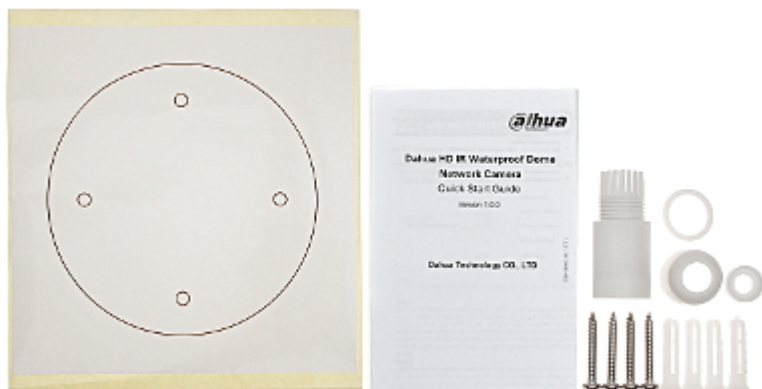 alhua
Dahua HD IR Waterproof Dome
Network Camera
Quick Start Guide
Version 1.0.0
Dahua Technology CO., LTD